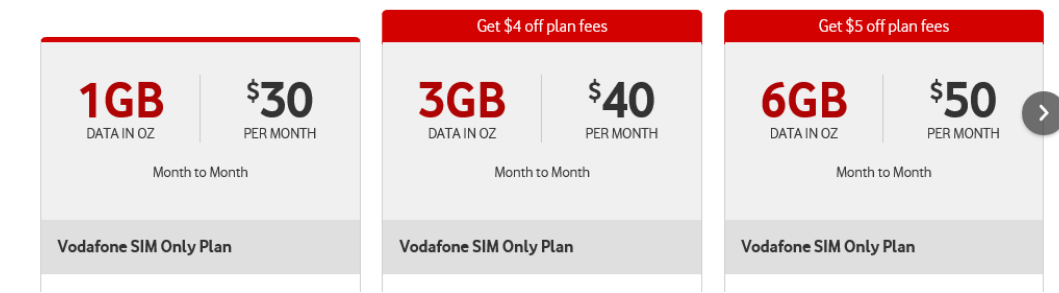 1GB
DATA IN OZ
$30
PER MONTH
Month to Month
Vodafone SIM Only Plan
Get $4 off plan fees
3GB
DATA IN OZ
$40
PER MONTH
Month to Month
Vodafone SIM Only Plan
Get $5 off plan fees
6GB
DATA IN OZ
$50
PER MONTH
Month to Month
Vodafone SIM Only Plan